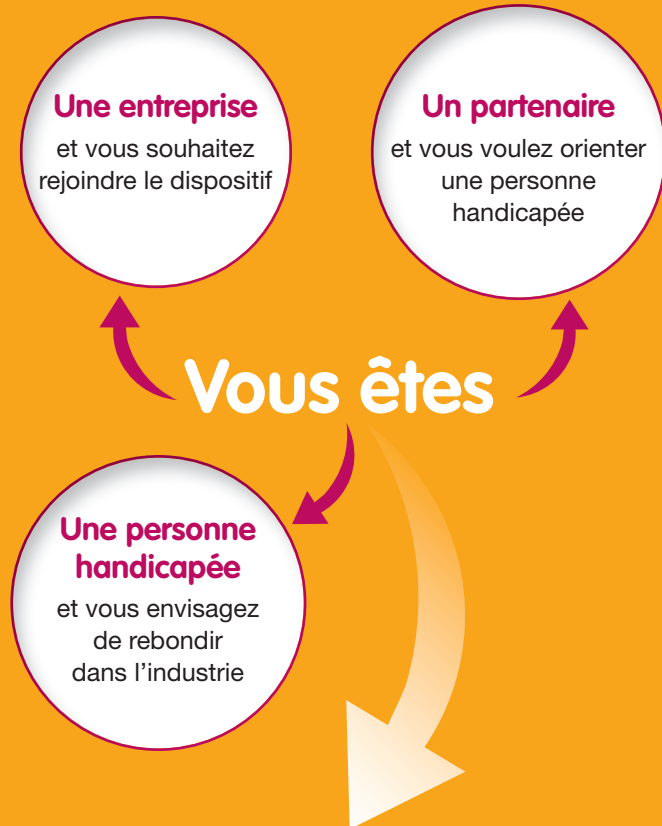 Une entreprise
et vous souhaitez
rejoindre le dispositif
Un partenaire
et vous voulez orienter
une personne
handicapée
Vous êtes
Une personne
handicapée
et vous envisagez
de rebondir
dans l’industrie